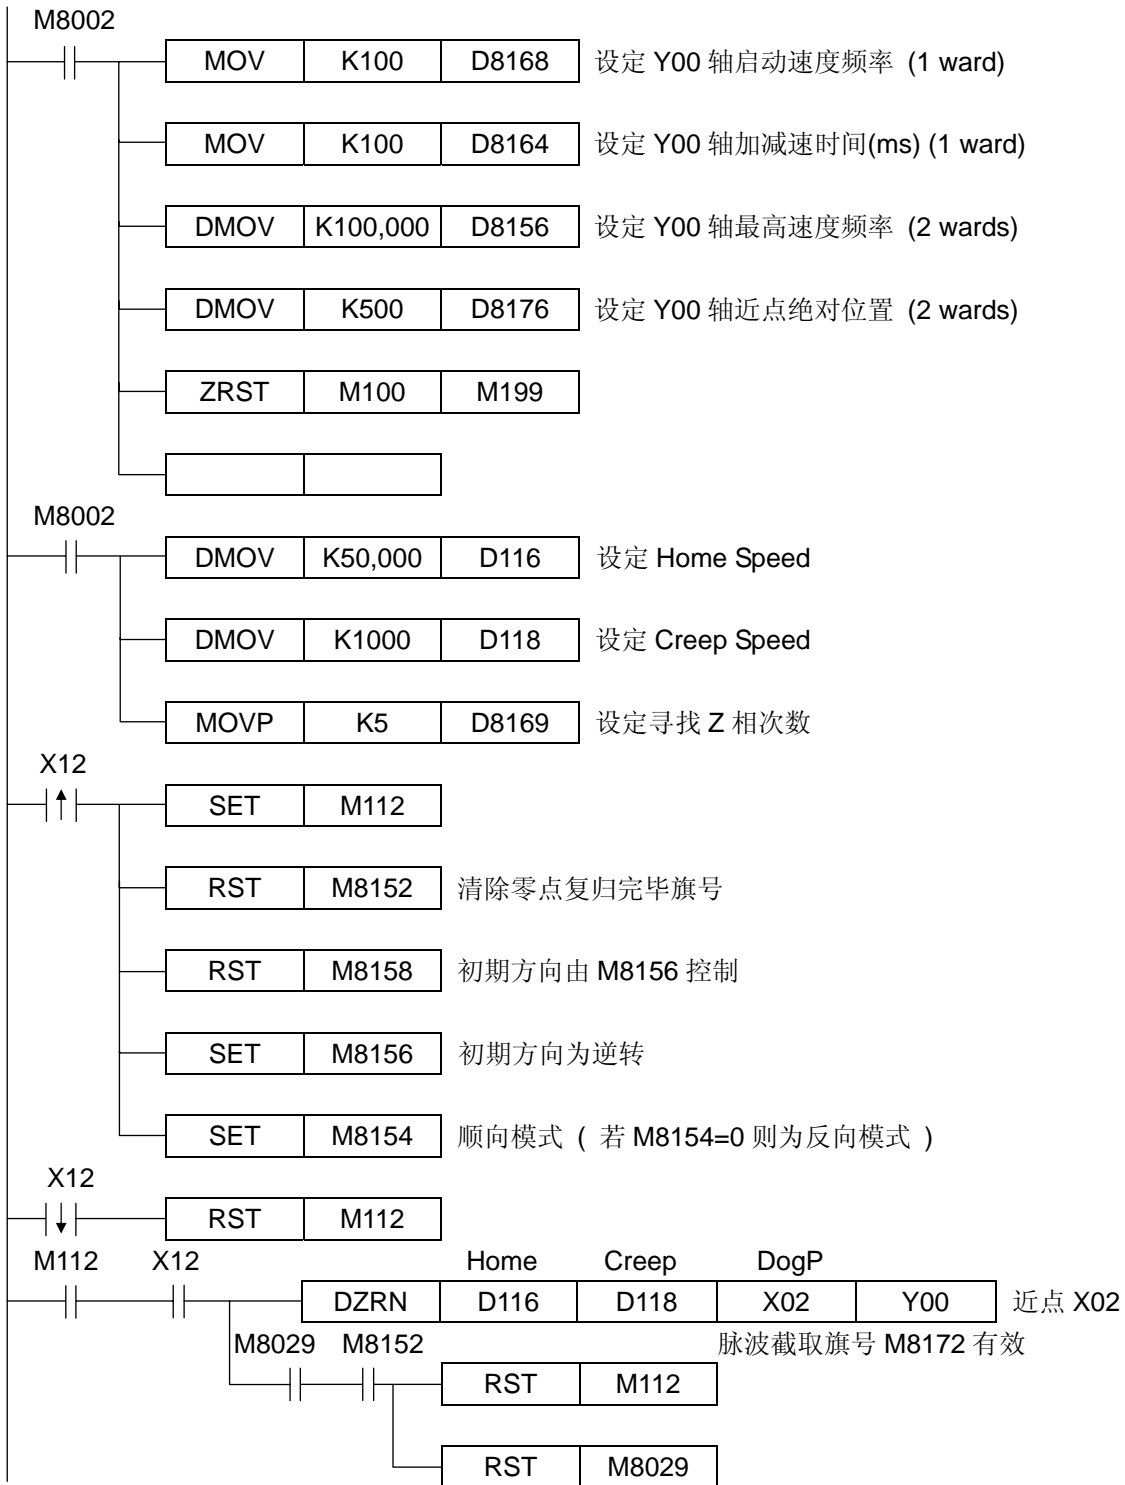 M8002
MOV K100 D8168 设定 Y00 轴启动速度频率 (1 ward)
MOV K100 D8164 设定 Y00 轴加减速时间(ms) (1 ward)
DMOV K100,000 D8156 设定 Y00 轴最高速度频率 (2 wards)
DMOV K500 D8176 设定 Y00 轴近点绝对位置 (2 wards)
ZRST M100 M199
M8002
DMOV K50,000 D116 设定 Home Speed
DMOV K1000 D118 设定 Creep Speed
MOVP K5 D8169 设定寻找 Z 相次数
X12
SET M112
RST M8152 清除零点复归完毕旗号
RST M8158 初期方向由 M8156 控制
SET M8156 初期方向为逆转
SET M8154 顺向模式 ( 若 M8154=0 则为反向模式 )
X12
RST M112
M112 X12 Home Creep DogP
DZRN D116 D118 X02 Y00 近点 X02
M8029 M8152 脉波截取旗号 M8172 有效
RST M112
RST M8029